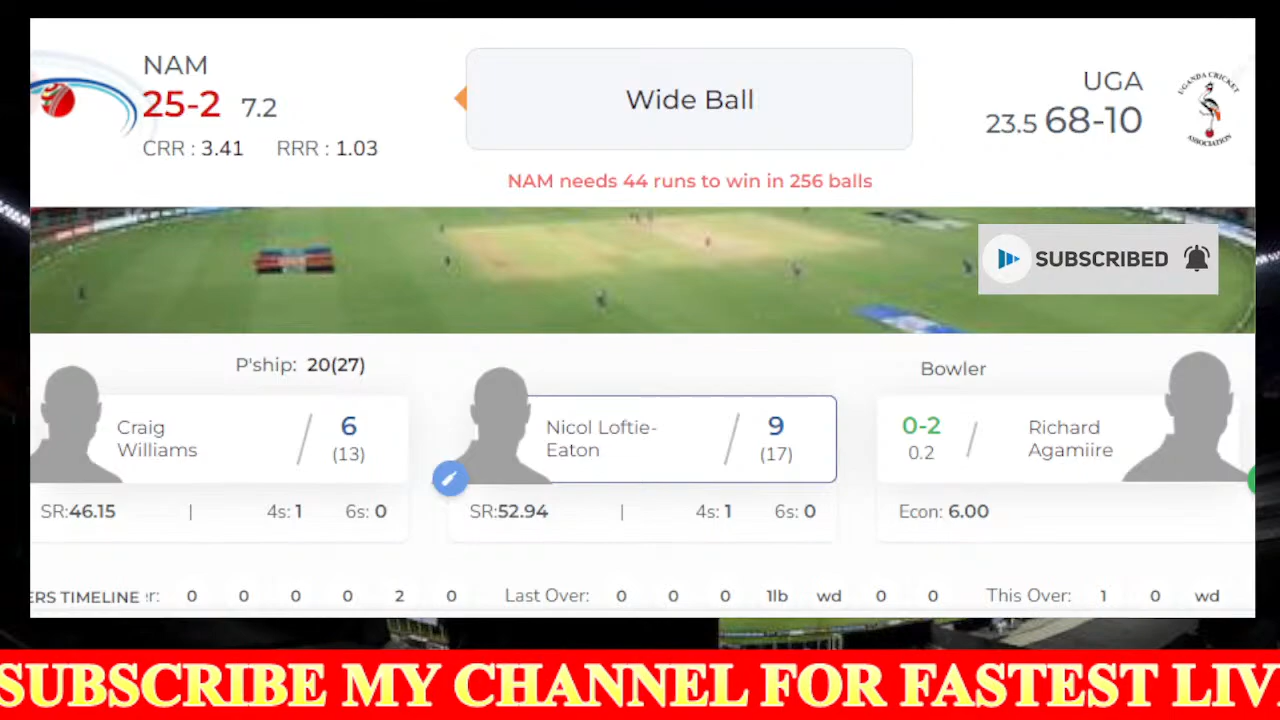 NAM
25-2 7.2
CRR : 3.41 RRR : 1.03
Wide Ball
NAM needs 44 runs to win in 256 balls
UGA
23.5 68-10
UGANDA CRICKET
ASSOCIATION
SUBSCRIBED
P'ship: 20(27)
Craig
Williams
6
(13)
SR:46.15 | 4s: 1 6s: 0
Nicol Loftie-
Eaton
9
(17)
SR:52.94 | 4s: 1 6s: 0
Bowler
0-2
0.2
Richard
Agamiire
Econ: 6.00
ERS TIMELINE r: 0 0 0 0 2 0 Last Over: 0 0 0 1lb wd 0 0 This Over: 1 0 wd
SUBSCRIBE MY CHANNEL FOR FASTEST LIV